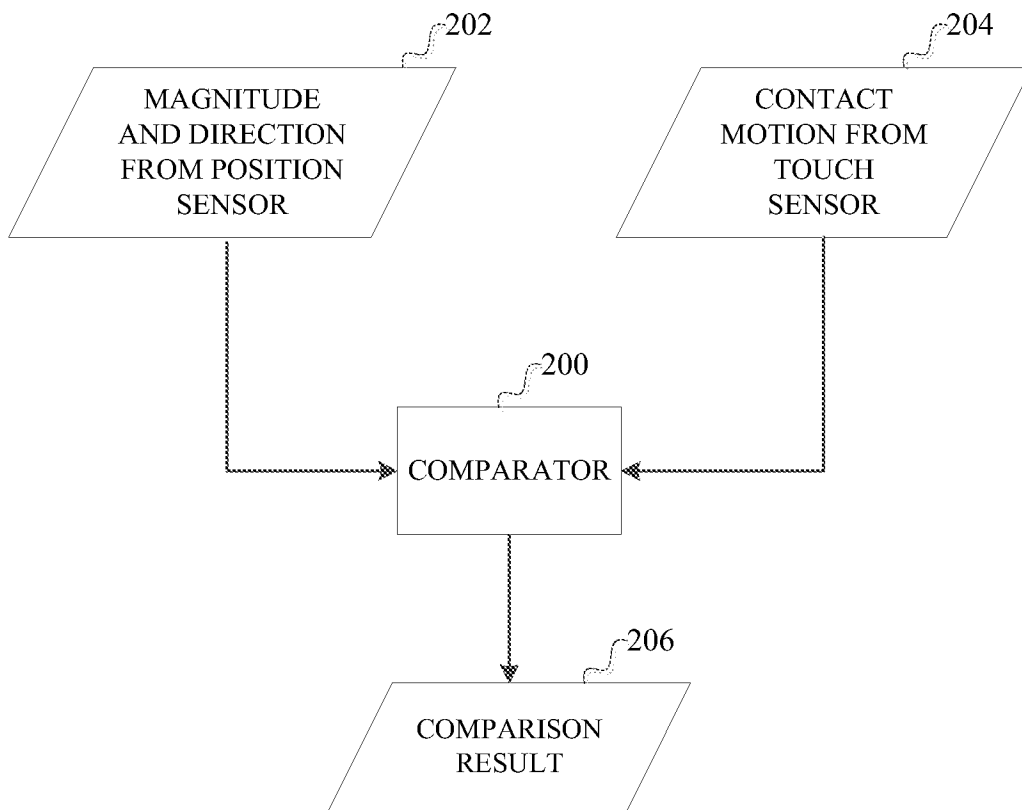 202
MAGNITUDE
AND DIRECTION
FROM POSITION
SENSOR
204
CONTACT
MOTION FROM
TOUCH
SENSOR
200
COMPARATOR
206
COMPARISON
RESULT